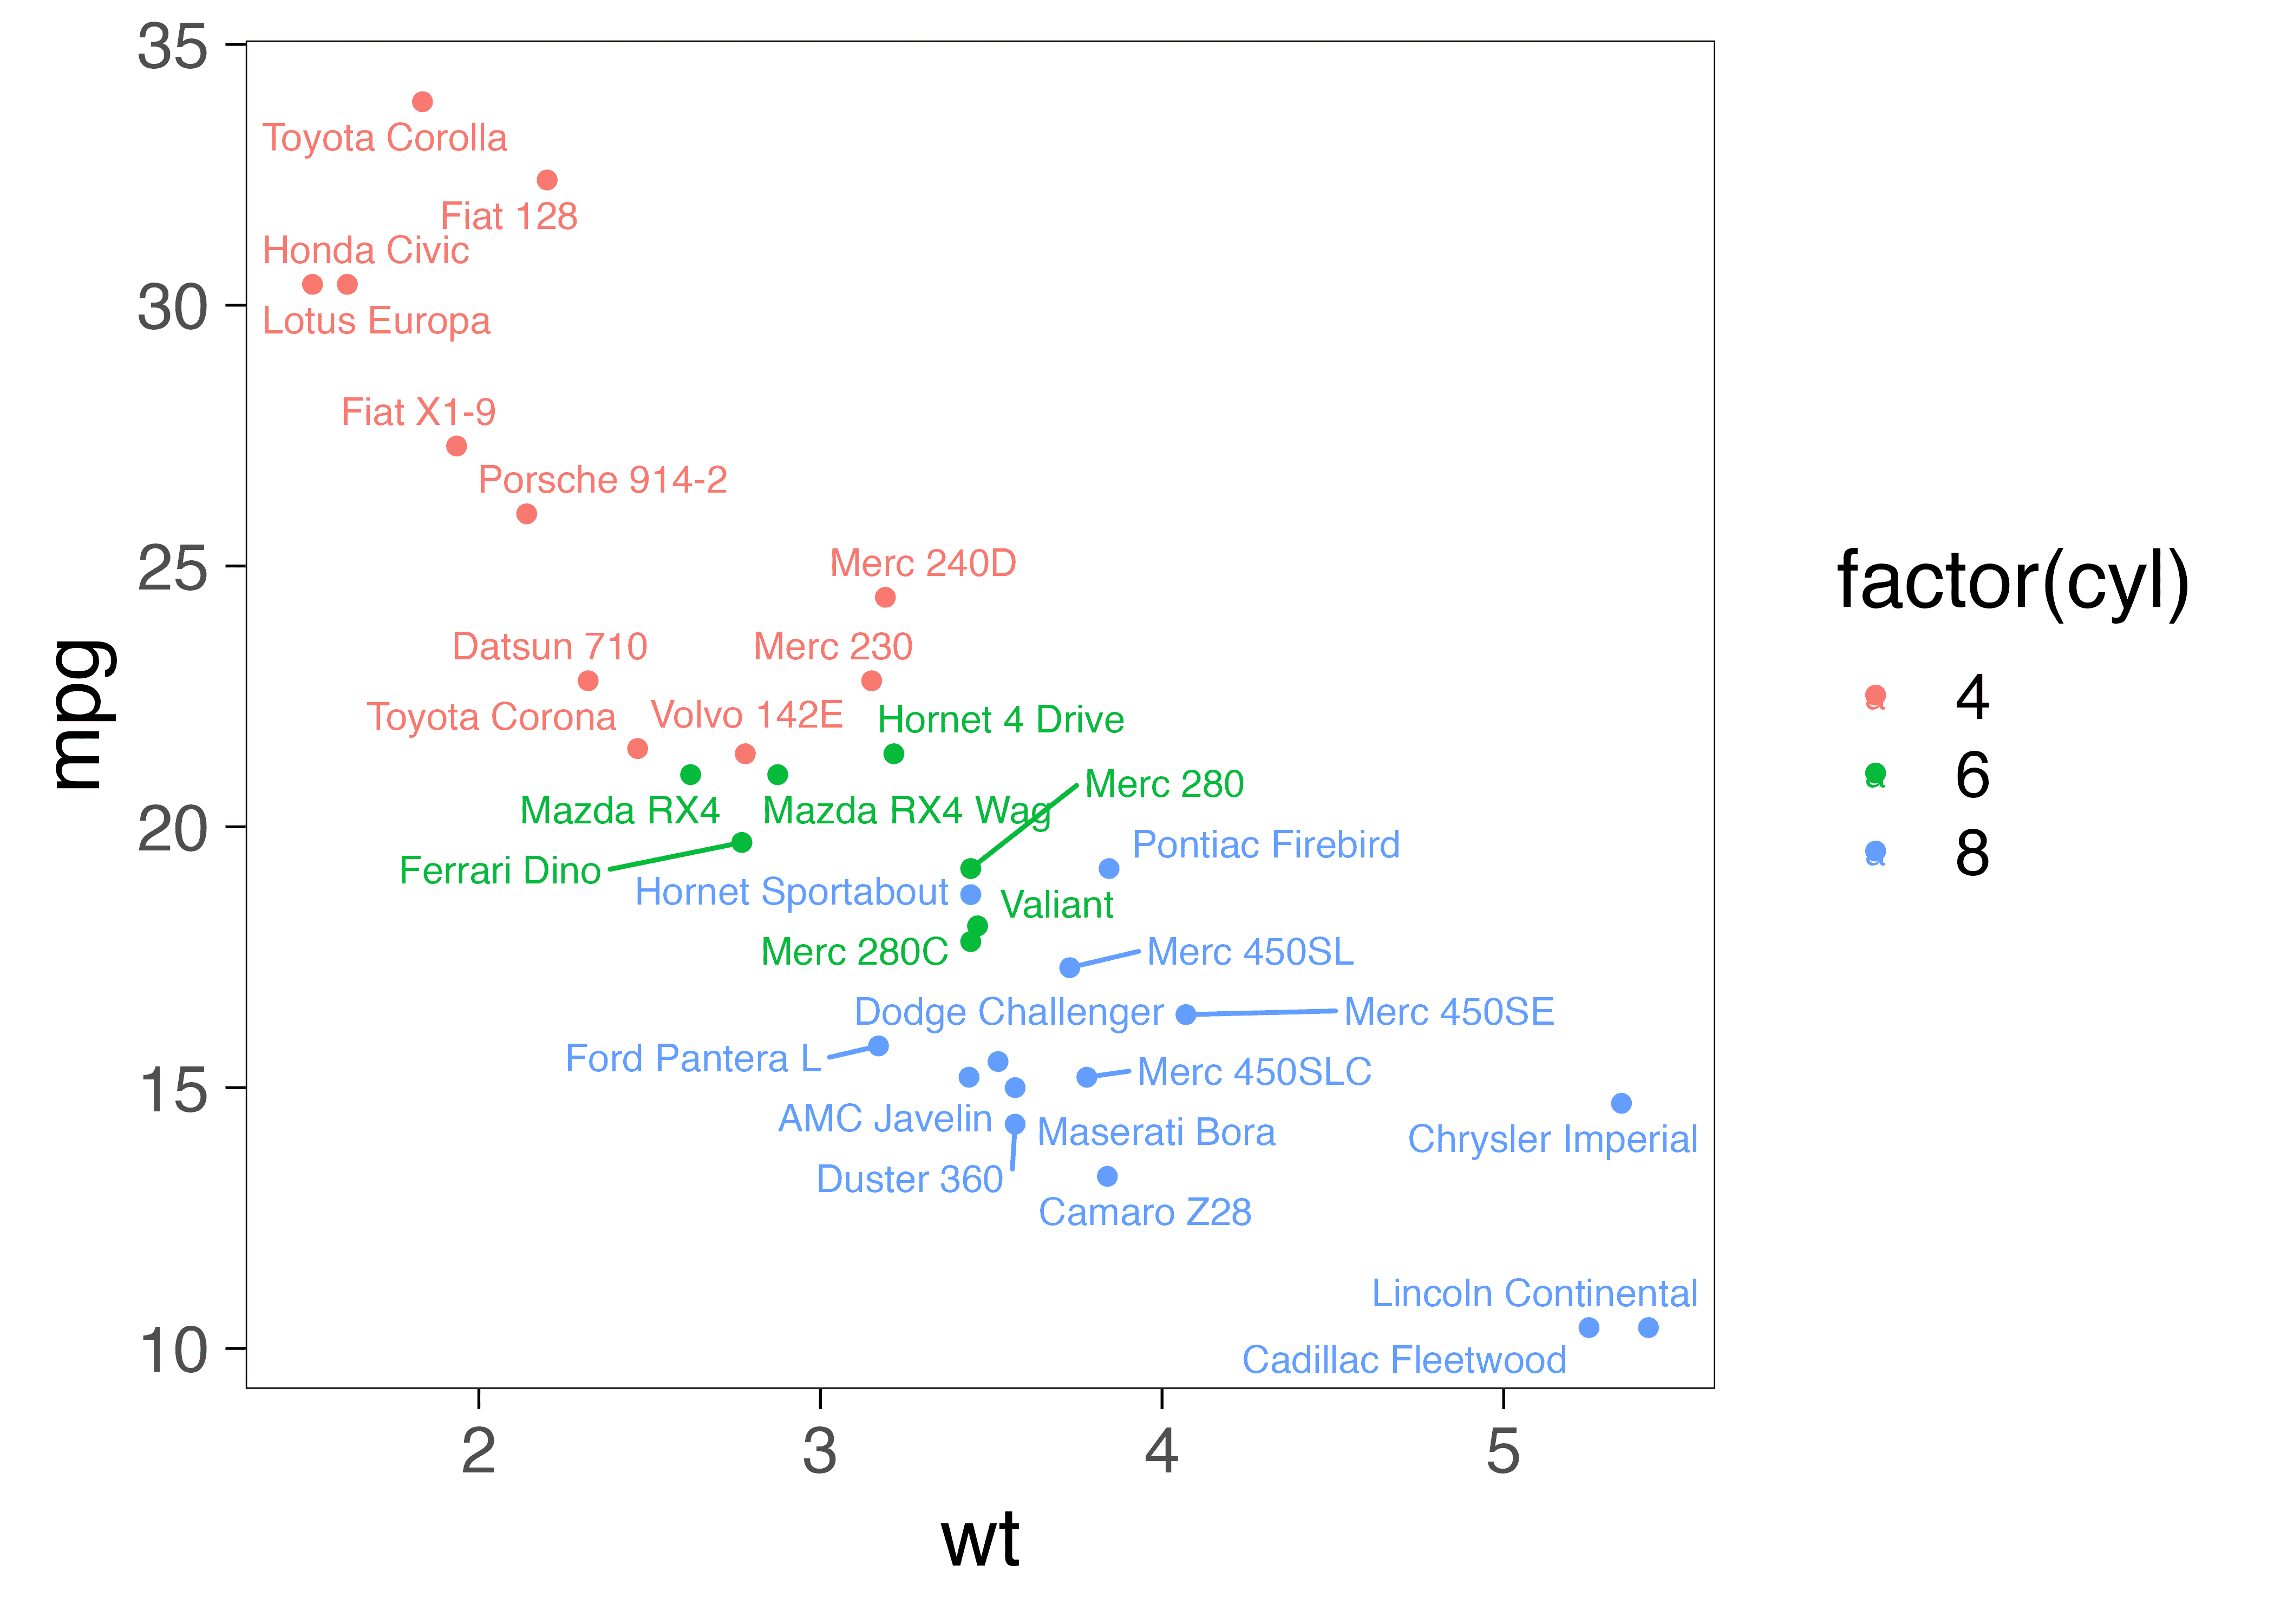 35
Toyota Corolla
Fiat 128
Honda Civic
30
Lotus Europa
Fiat X1-9
Porsche 914-2
25
Merc 240D
Datsun 710
Merc 230
Toyota Corona
Volvo 142E
Hornet 4 Drive
Merc 280
Mazda RX4
Mazda RX4 Wag
20
Pontiac Firebird
Ferrari Dino
Hornet Sportabout
Valiant
Merc 280C
Merc 450SL
Dodge Challenger
Merc 450SE
Ford Pantera L
Merc 450SLC
15
AMC Javelin
Maserati Bora
Chrysler Imperial
Duster 360
Camaro Z28
Lincoln Continental
10
Cadillac Fleetwood
2 3 4 5
wt
mpg
factor(cyl)
a 4
a 6
a 8